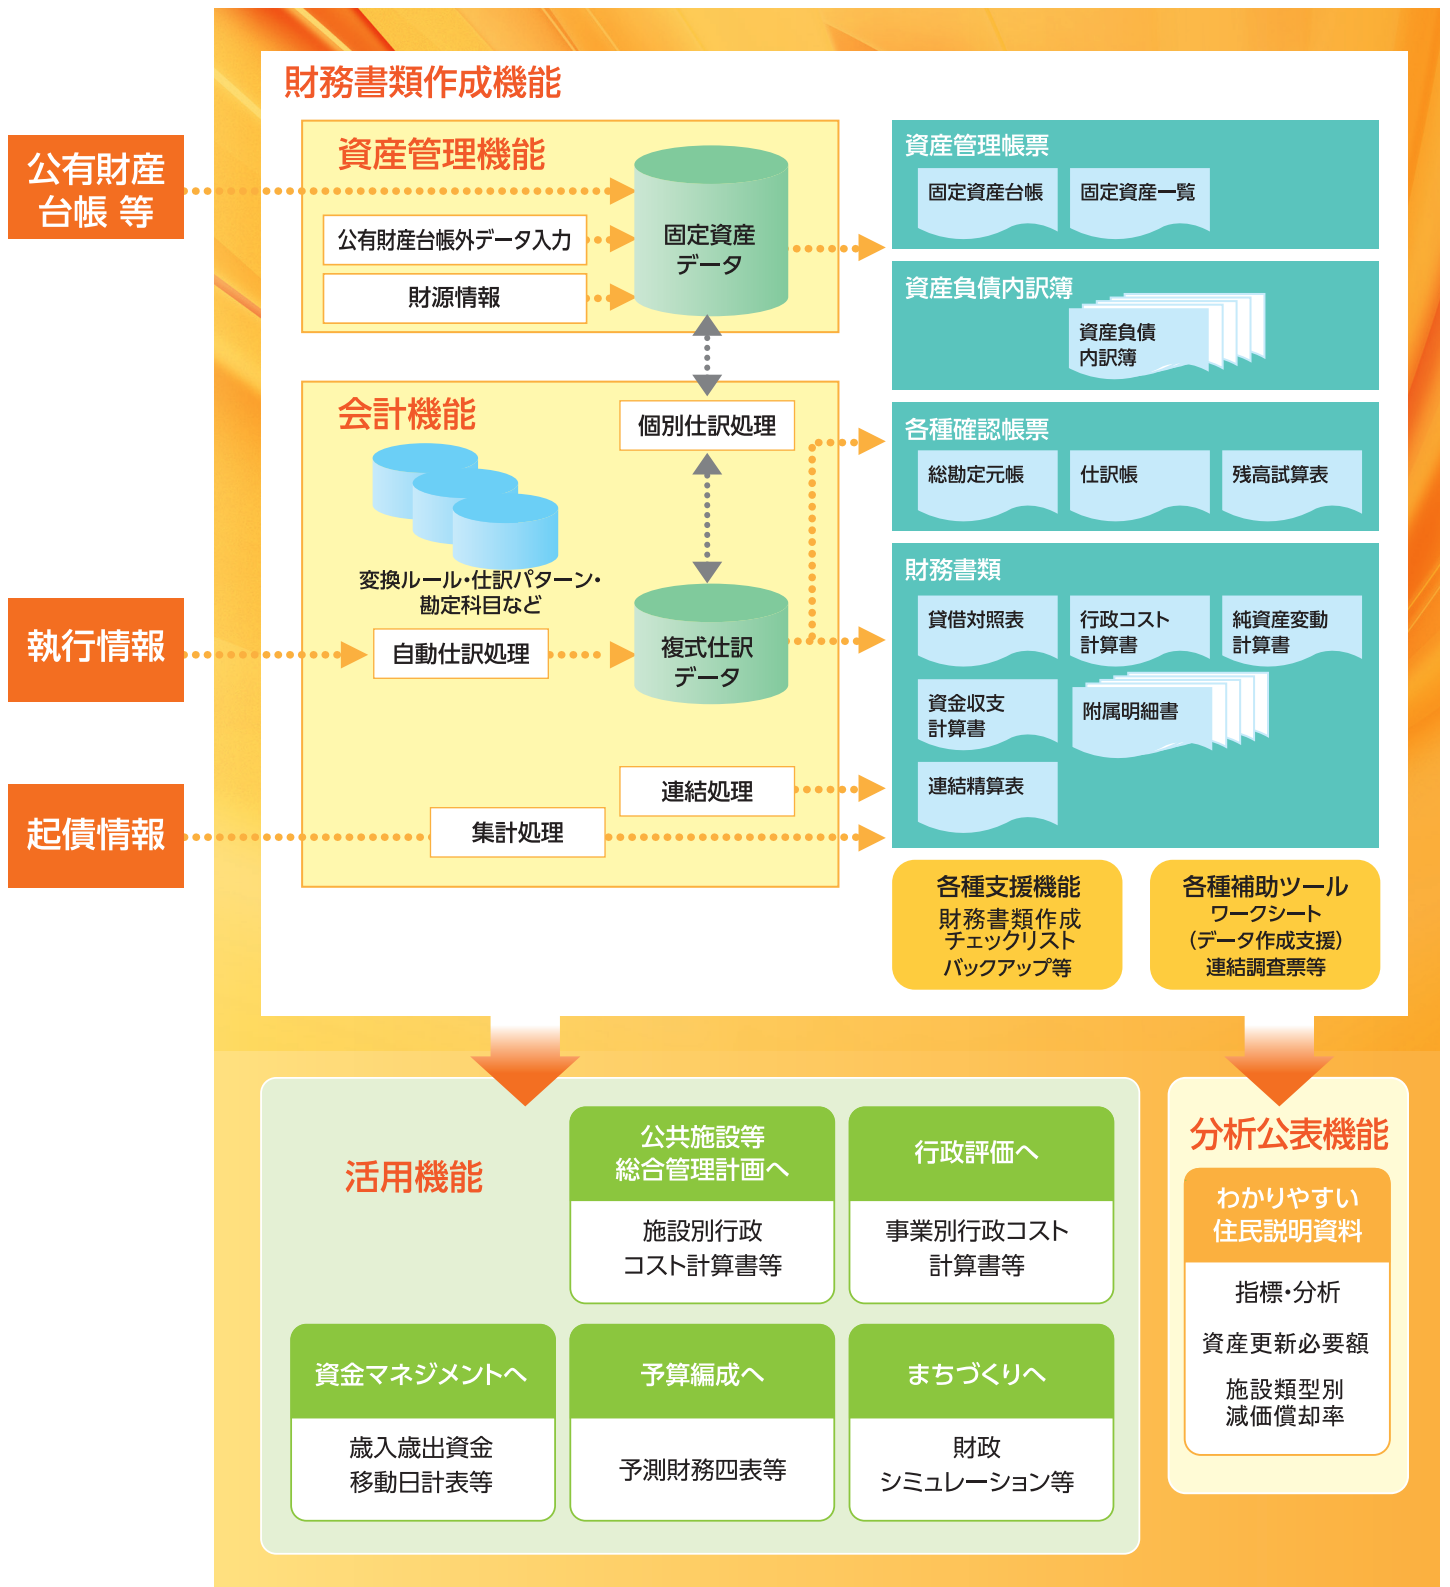 財務書類作成機能
公有財産
台帳 等
資産管理機能
公有財産台帳外データ入力
財源情報
固定資産
データ
会計機能
個別仕訳処理
変換ルール・仕訳パターン・
勘定科目など
執行情報
自動仕訳処理
複式仕訳
データ
連結処理
起債情報
集計処理
資産管理帳票
固定資産台帳
固定資産一覧
資産負債内訳簿
資産負債
内訳簿
各種確認帳票
総勘定元帳
仕訳帳
残高試算表
財務書類
貸借対照表
行政コスト
計算書
純資産変動
計算書
資金収支
計算書
附属明細書
連結精算表
各種支援機能
財務書類作成
チェックリスト
バックアップ等
各種補助ツール
ワークシート
(データ作成支援)
連結調査票等
活用機能
公共施設等
総合管理計画へ
施設別行政
コスト計算書等
行政評価へ
事業別行政コスト
計算書等
資金マネジメントへ
歳入歳出資金
移動日計表等
予算編成へ
予測財務四表等
まちづくりへ
財政
シミュレーション等
分析公表機能
わかりやすい
住民説明資料
指標・分析
資産更新必要額
施設類型別
減価償却率